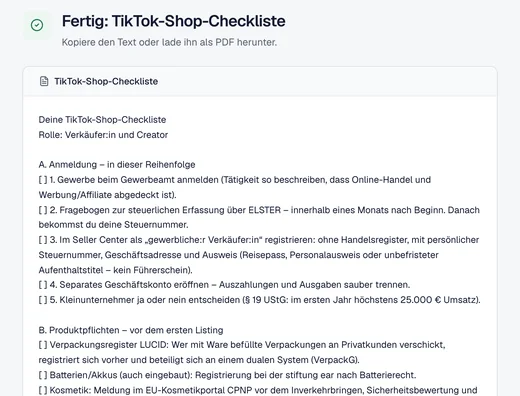 Fertig: TikTok-Shop-Checkliste
Kopiere den Text oder lade ihn als PDF herunter.
TikTok-Shop-Checkliste
Deine TikTok-Shop-Checkliste
Rolle: Verkäufer:in und Creator
A. Anmeldung – in dieser Reihenfolge
[ ] 1. Gewerbe beim Gewerbeamt anmelden (Tätigkeit so beschreiben, dass Online-Handel und
Werbung/Affiliate abgedeckt ist).
[ ] 2. Fragebogen zur steuerlichen Erfassung über ELSTER – innerhalb eines Monats nach Beginn. Danach
bekommst du deine Steuernummer.
[ ] 3. Im Seller Center als „gewerbliche:r Verkäufer:in“ registrieren: ohne Handelsregister, mit persönlicher
Steuernummer, Geschäftsadresse und Ausweis (Reisepass, Personalausweis oder unbefristeter
Aufenthaltstitel – kein Führerschein).
[ ] 4. Separates Geschäftskonto eröffnen – Auszahlungen und Ausgaben sauber trennen.
[ ] 5. Kleinunternehmer ja oder nein entscheiden (§ 19 UStG: im ersten Jahr höchstens 25.000 € Umsatz).
B. Produktpflichten – vor dem ersten Listing
[ ] Verpackungsregister LUCID: Wer mit Ware befüllte Verpackungen an Privatkunden verschickt,
registriert sich vorher und beteiligt sich an einem dualen System (VerpackG).
[ ] Batterien/Akkus (auch eingebaut): Registrierung bei der stiftung ear nach Batterierecht.
[ ] Kosmetik: Meldung im EU-Kosmetikportal CPNP vor dem Inverkehrbringen, Sicherheitsbewertung und